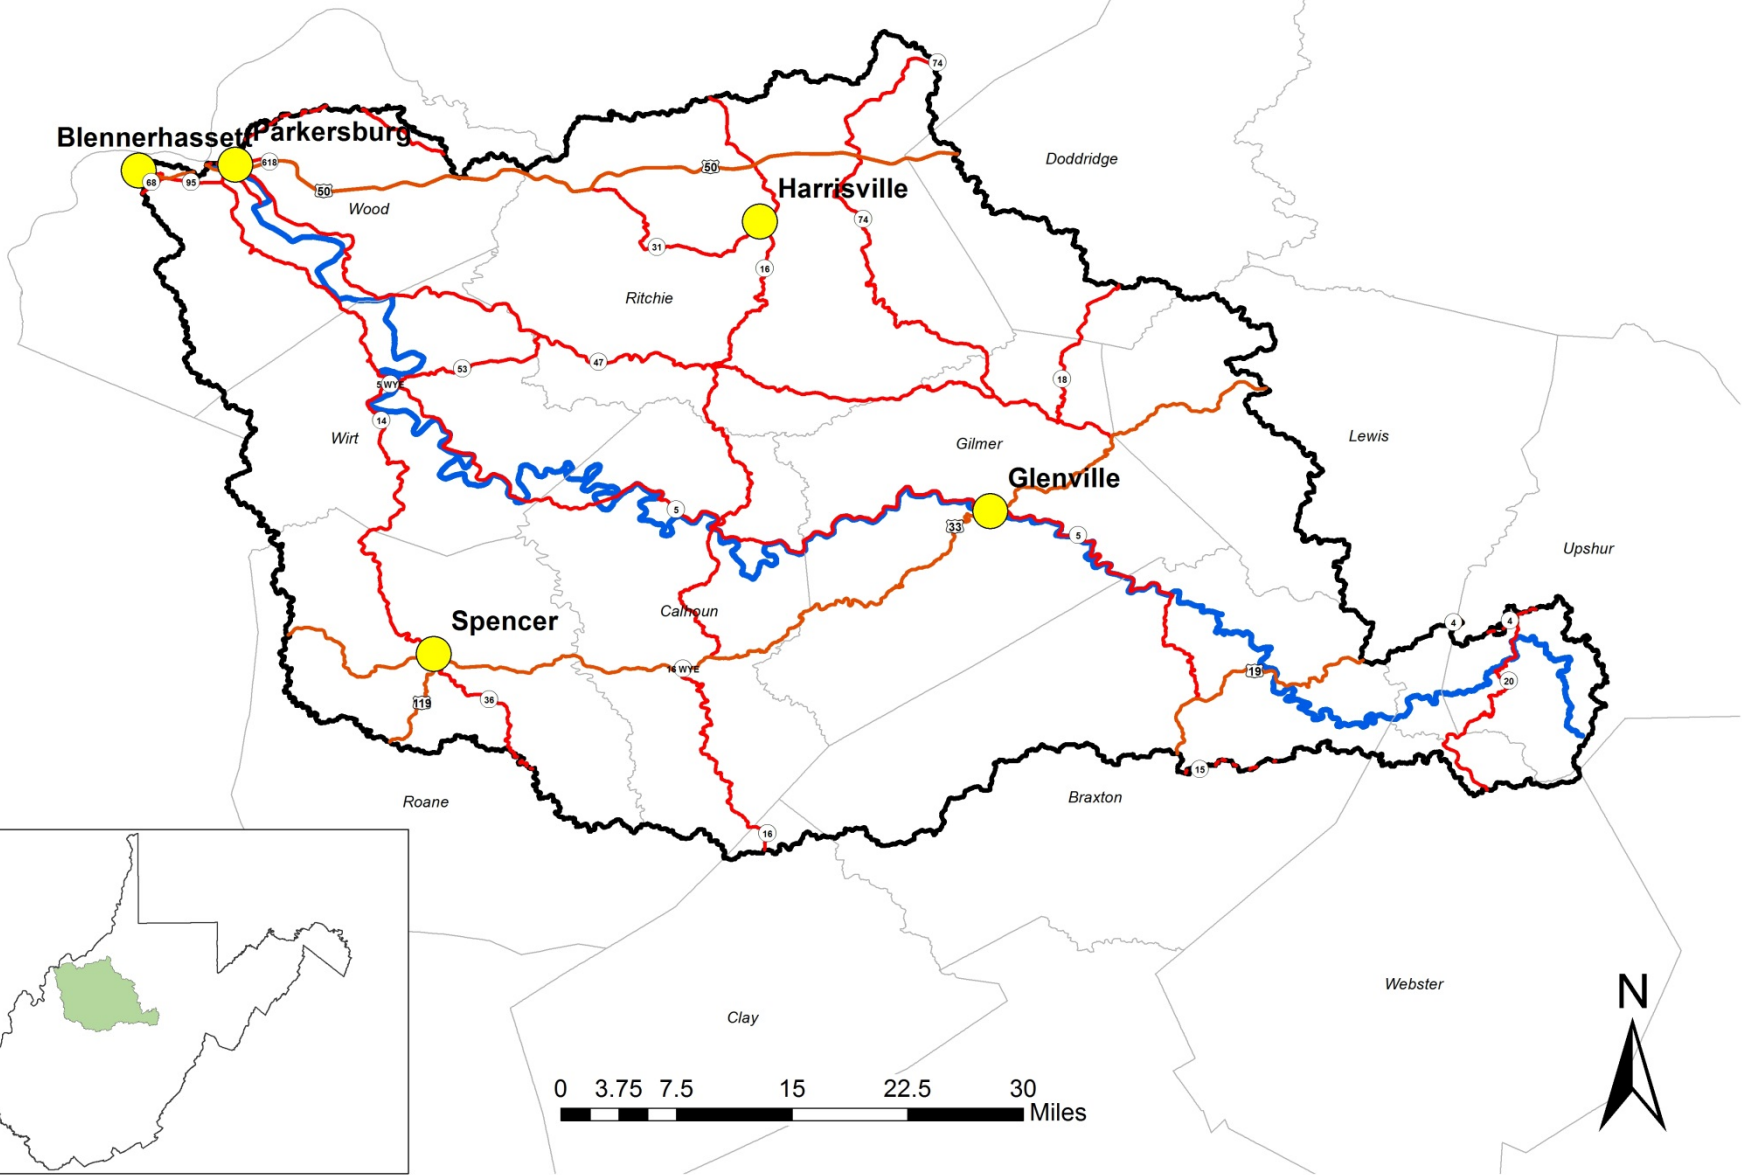 74
Blennerhassett
Parkersburg
618
Doddridge
50
68
95
50
Harrisville
Wood
74
31
16
Ritchie
53
47
5 WYE
18
14
Wirt
Gilmer
Lewis
Glenville
5
33
5
Upshur
Calhoun
Spencer
4
4
16 WYE
19
20
119
36
15
Roane
Braxton
16
Webster
N
Clay
0 3.75 7.5 15 22.5 30
Miles